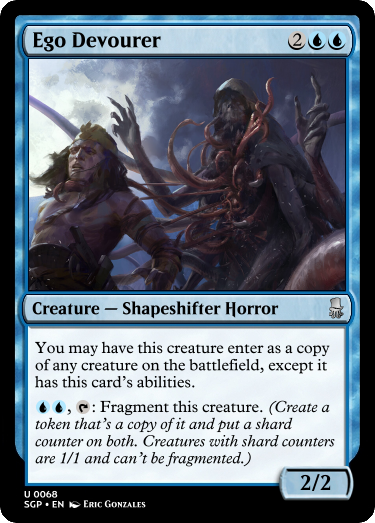 Ego Devourer 2
Creature — Shapeshifter Horror
You may have this creature enter as a copy
of any creature on the battlefield, except it
has this card's abilities.
, : Fragment this creature. (Create a
token that's a copy of it and put a shard
counter on both. Creatures with shard counters
are 1/1 and can't be fragmented.)
2/2
U 0068
SGP • EN Eric Gonzales